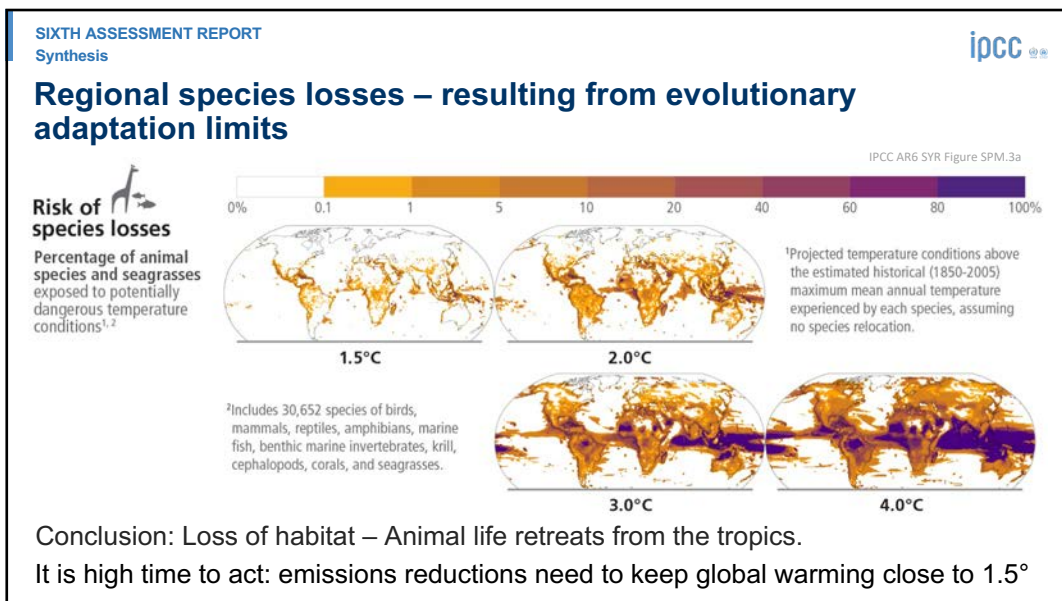 SIXTH ASSESSMENT REPORT
Synthesis
ipcc
Regional species losses – resulting from evolutionary
adaptation limits
IPCC AR6 SYR Figure SPM.3a
0% 0.1 1 5 10 20 40 60 80 100%
Risk of
species losses
Percentage of animal
species and seagrasses
exposed to potentially
dangerous temperature
conditions¹, ²
¹Projected temperature conditions above
the estimated historical (1850-2005)
maximum mean annual temperature
experienced by each species, assuming
no species relocation.
1.5°C 2.0°C
²Includes 30,652 species of birds,
mammals, reptiles, amphibians, marine
fish, benthic marine invertebrates, krill,
cephalopods, corals, and seagrasses.
3.0°C 4.0°C
Conclusion: Loss of habitat – Animal life retreats from the tropics.
It is high time to act: emissions reductions need to keep global warming close to 1.5°